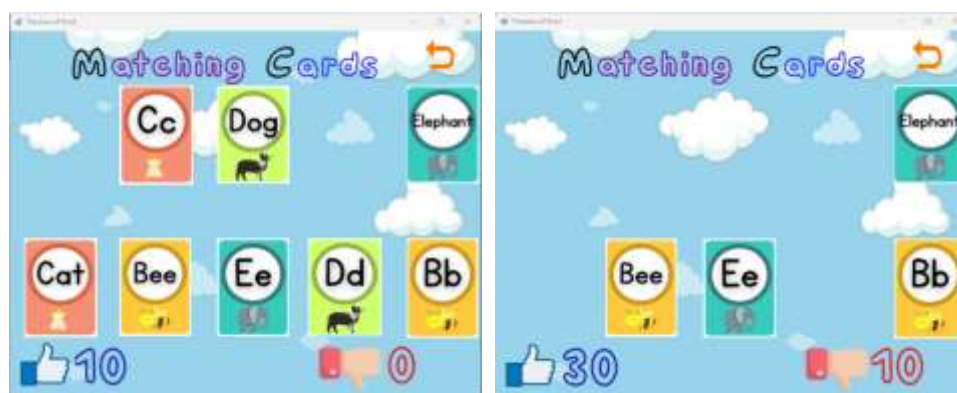 Matching Cards
Cc Dog Elephant
Cat Bee Ee Dd Bb
10 0
Matching Cards
Elephant
Bee Ee Bb
30 10